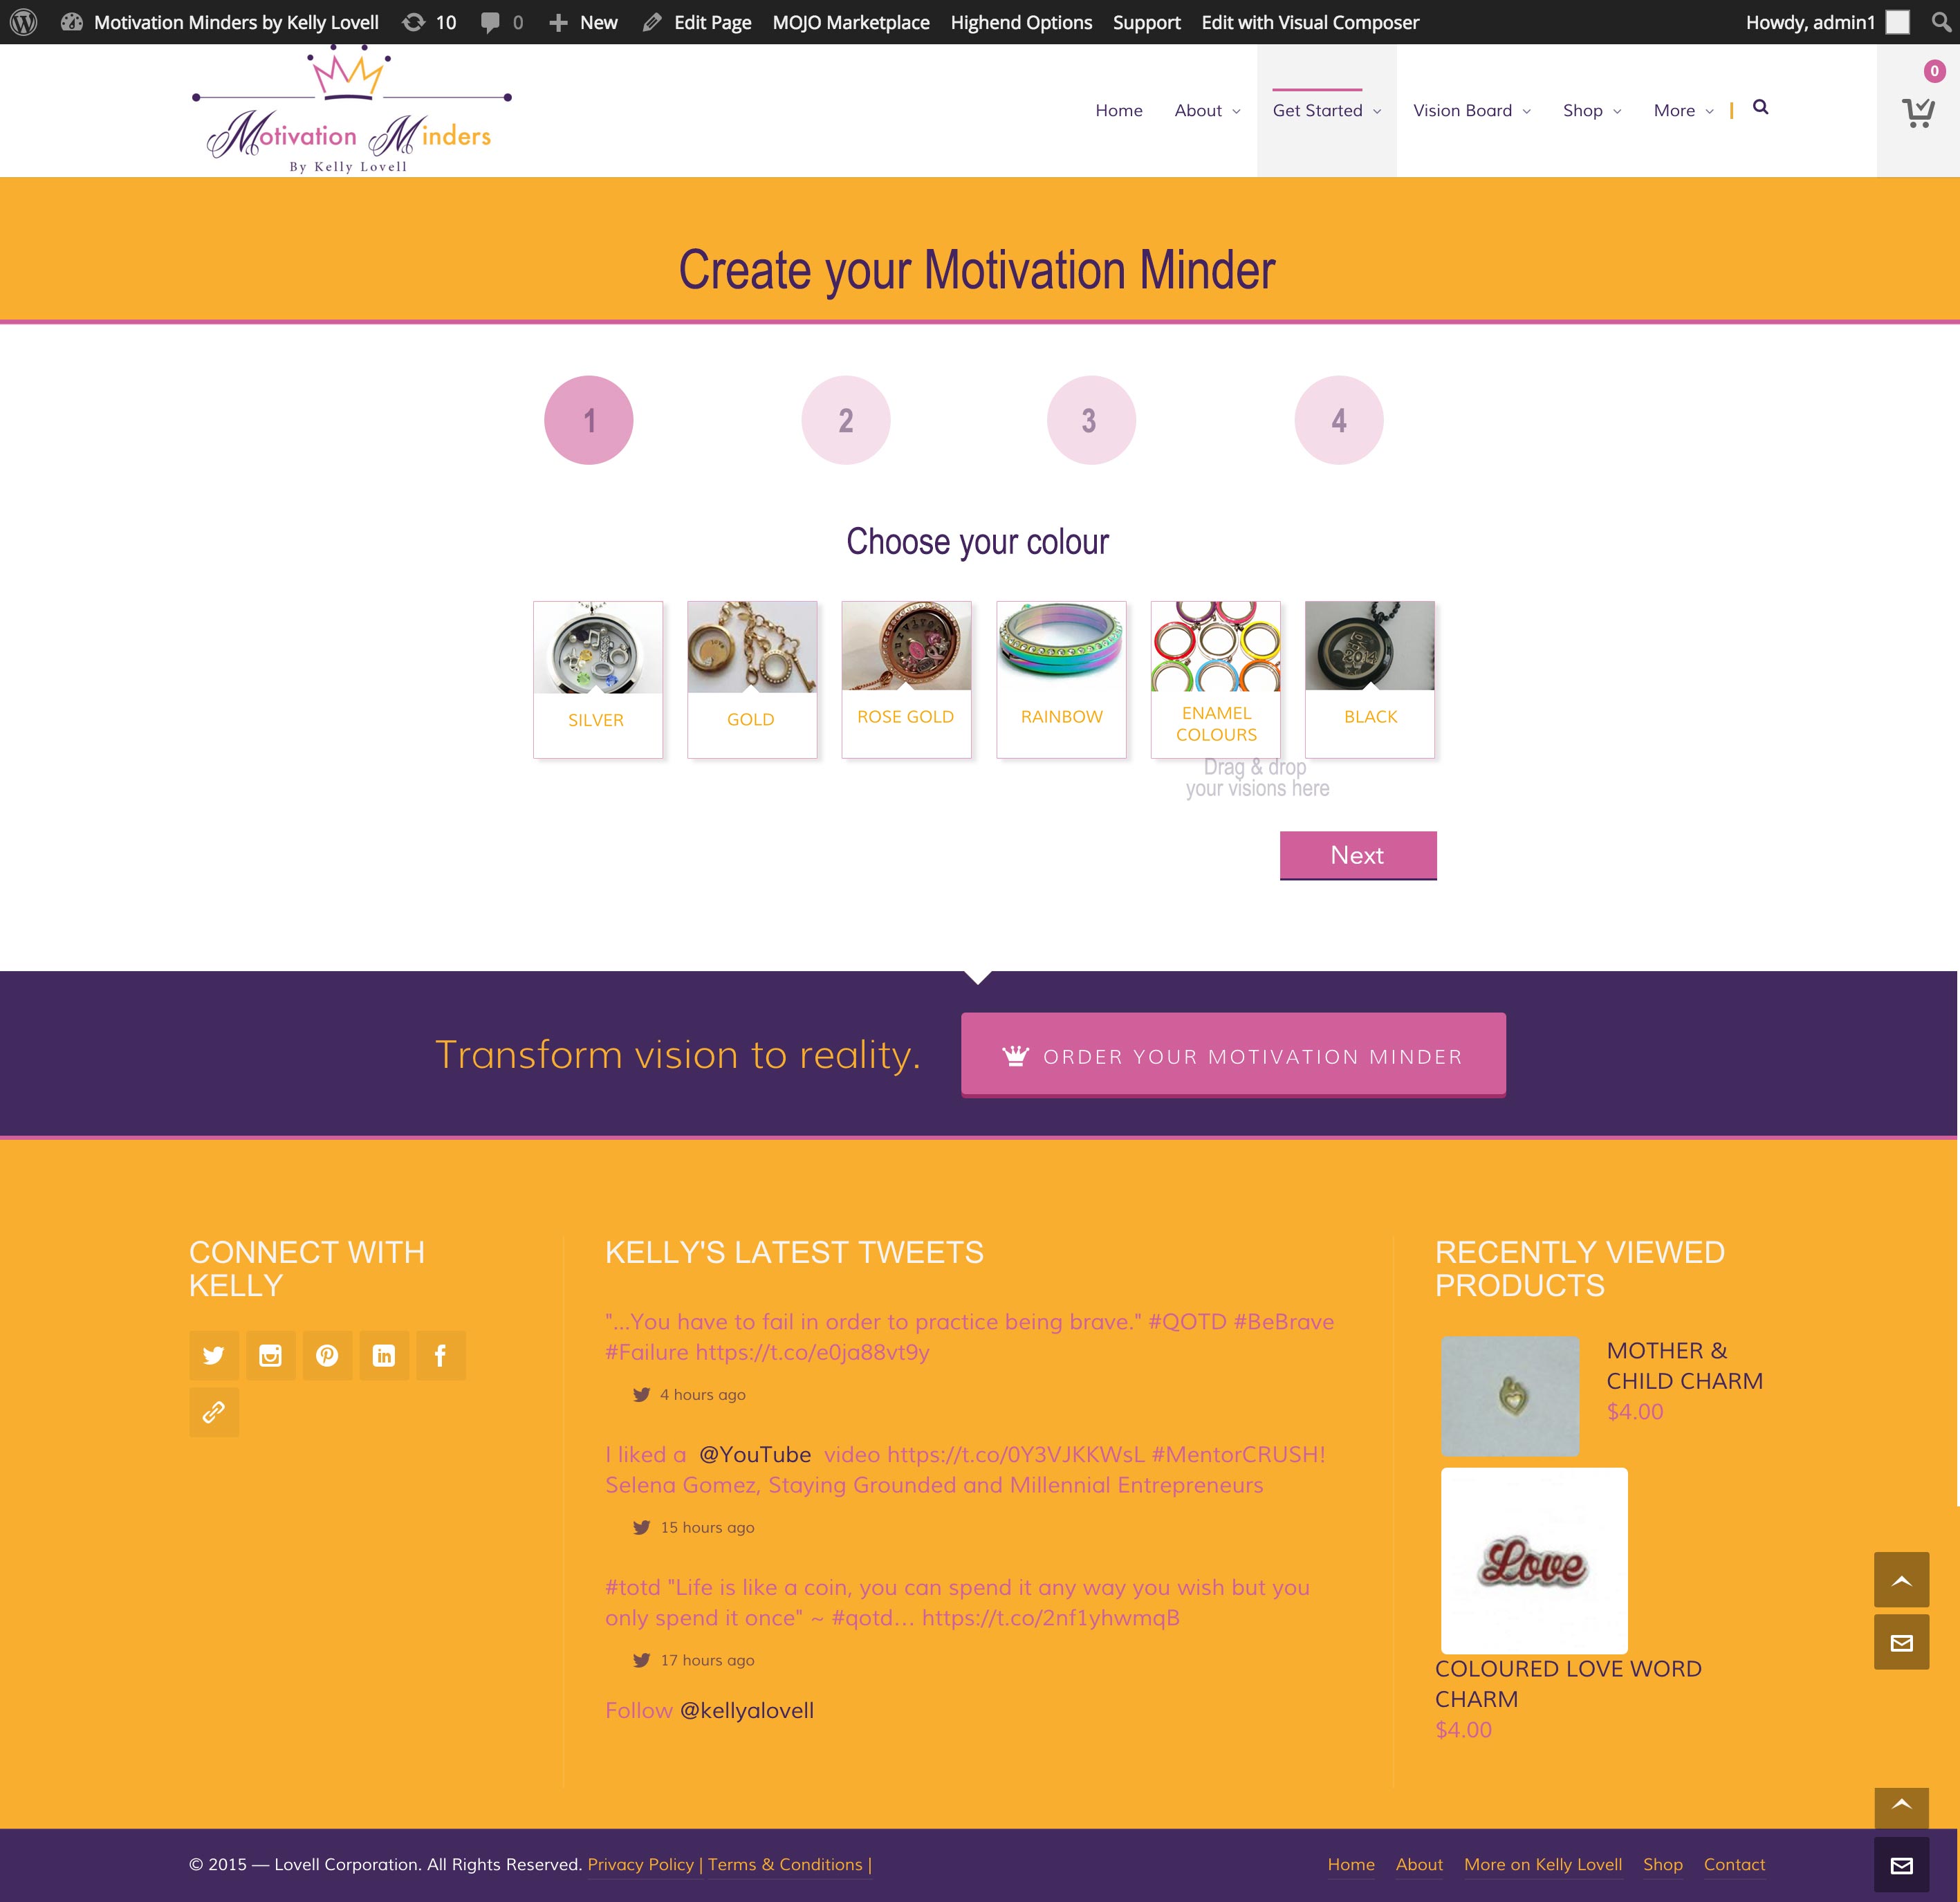 Motivation Minders by Kelly Lovell 10 0 New Edit Page MOJO Marketplace Highend Options Support Edit with Visual Composer Howdy, admin1
0
Motivation Minders
By Kelly Lovell
Home About Get Started Vision Board Shop More
Create your Motivation Minder
1 2 3 4
Choose your colour
SILVER
GOLD
ROSE GOLD
RAINBOW
ENAMEL
COLOURS
BLACK
Drag & drop
your visions here
Next
Transform vision to reality.
ORDER YOUR MOTIVATION MINDER
CONNECT WITH
KELLY
KELLY'S LATEST TWEETS
"...You have to fail in order to practice being brave." #QOTD #BeBrave
#Failure https://t.co/e0ja88vt9y
4 hours ago
I liked a @YouTube video https://t.co/0Y3VJKKWsL #MentorCRUSH!
Selena Gomez, Staying Grounded and Millennial Entrepreneurs
15 hours ago
#totd "Life is like a coin, you can spend it any way you wish but you
only spend it once" ~ #qotd… https://t.co/2nf1yhwmqB
17 hours ago
Follow @kellyalovell
RECENTLY VIEWED
PRODUCTS
MOTHER &
CHILD CHARM
$4.00
Love
COLOURED LOVE WORD
CHARM
$4.00
© 2015 — Lovell Corporation. All Rights Reserved. Privacy Policy | Terms & Conditions |
Home About More on Kelly Lovell Shop Contact